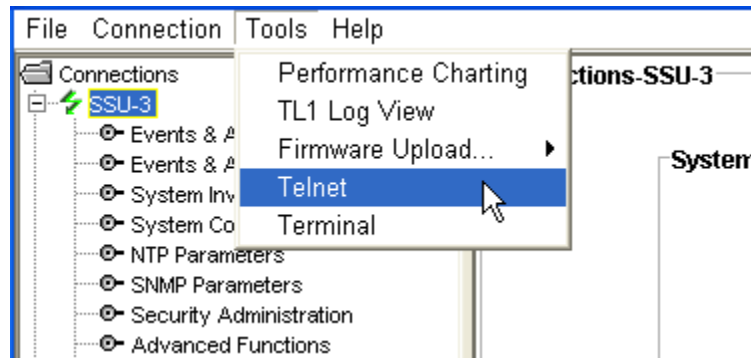 File Connection Tools Help
Connections
SSU-3
Events & A
Events & A
System Inv
System Co
NTP Parameters
SNMP Parameters
Security Administration
Advanced Functions
Performance Charting
TL1 Log View
Firmware Upload...
Telnet
Terminal
ctions-SSU-3
System